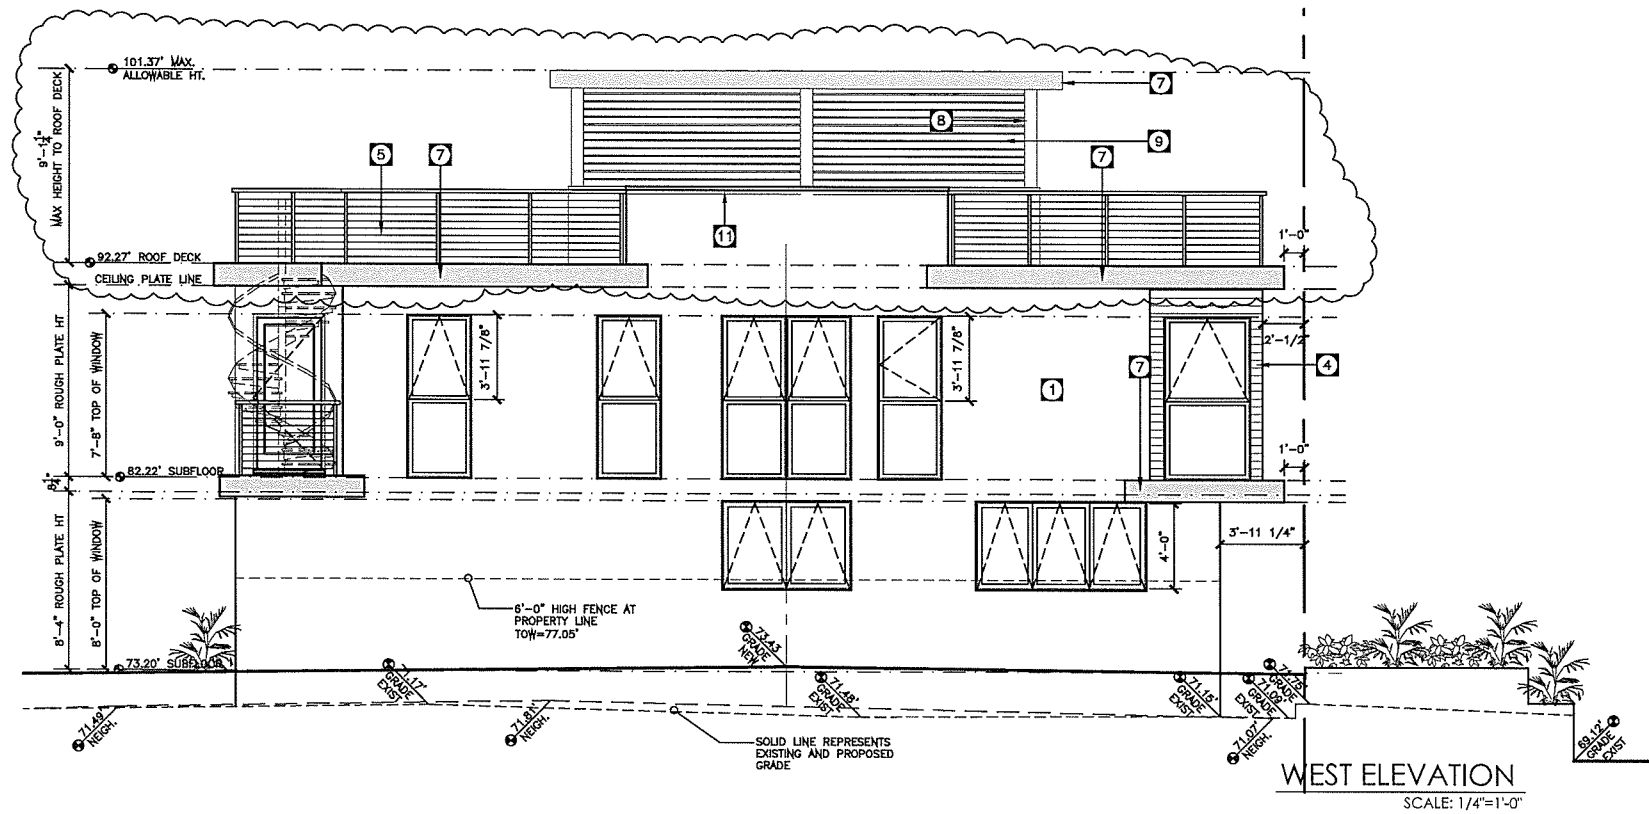 101.37' MAX.
ALLOWABLE HT.
7
8
9
5
7
7
9'-1¼"
MAX HEIGHT TO ROOF DECK
11
1'-0"
92.27' ROOF DECK
CEILING PLATE LINE
9'-0" ROUGH PLATE HT
7'-8" TOP OF WINDOW
3'-11 7/8"
3'-11 7/8"
2'-1/2"
7
4
1
1'-0"
82.22' SUBFLOOR
8'-4" ROUGH PLATE HT
8'-0" TOP OF WINDOW
4'-0"
3'-11 1/4"
6'-0" HIGH FENCE AT
PROPERTY LINE
TOW=77.05'
73.43
GRADE
NEW
73.20' SUBFLOOR
71.17'
GRADE
EXIST
71.48'
GRADE
EXIST
71.15'
GRADE
EXIST
71.09'
GRADE
EXIST
GRADE
71.49'
NEIGH.
71.81'
NEIGH.
71.07'
NEIGH.
69.12'
GRADE
EXIST
SOLID LINE REPRESENTS
EXISTING AND PROPOSED
GRADE
WEST ELEVATION
SCALE: 1/4"=1'-0"